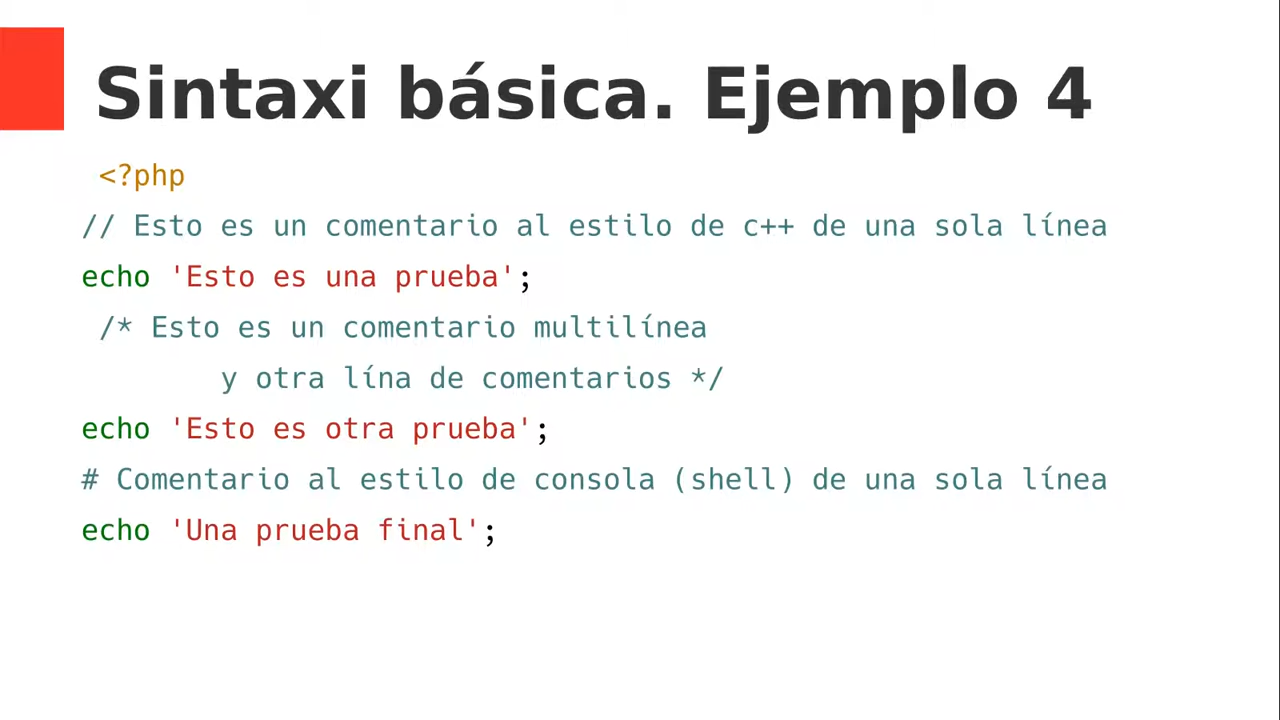 Sintaxi básica. Ejemplo 4
<?php
// Esto es un comentario al estilo de c++ de una sola línea
echo 'Esto es una prueba';
/* Esto es un comentario multilínea
y otra lína de comentarios */
echo 'Esto es otra prueba';
# Comentario al estilo de consola (shell) de una sola línea
echo 'Una prueba final';